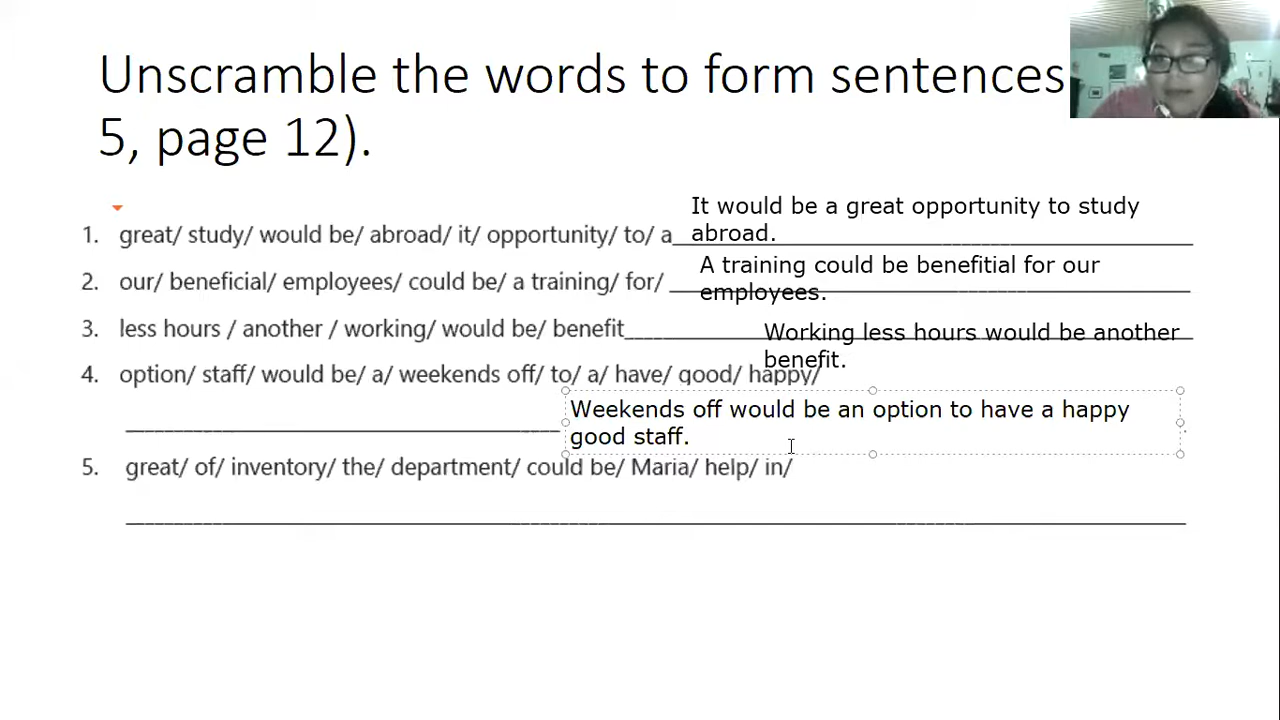 Unscramble the words to form sentences
5, page 12).
It would be a great opportunity to study
1. great/ study/ would be/ abroad/ it/ opportunity/ to/ a abroad.
A training could be benefitial for our
2. our/ beneficial/ employees/ could be/ a training/ for/ employees.
3. less hours / another / working/ would be/ benefit Working less hours would be another
benefit.
4. option/ staff/ would be/ a/ weekends off/ to/ a/ have/ good/ happy/
Weekends off would be an option to have a happy
good staff.
5. great/ of/ inventory/ the/ department/ could be/ Maria/ help/ in/